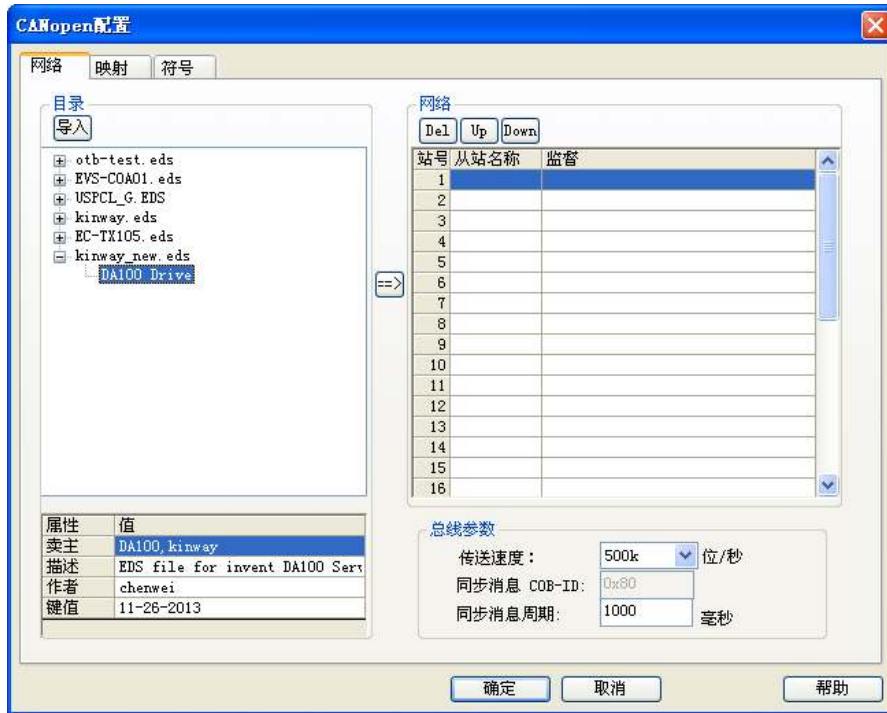 CANopen配置
网络 映射 符号
目录
导入
otb-test.eds
EVS-COA01.eds
USPCL_G.EDS
kinway.eds
EC-TX105.eds
kinway_new.eds
DA100 Drive
属性 值
卖主 DA100,kinway
描述 EDS file for invent DA100 Serv
作者 chenwei
键值 11-26-2013
==>
网络
Del Up Down
站号 从站名称 监督
1
2
3
4
5
6
7
8
9
10
11
12
13
14
15
16
总线参数
传送速度： 500k 位/秒
同步消息 COB-ID: 0x80
同步消息周期: 1000 毫秒
确定 取消 帮助